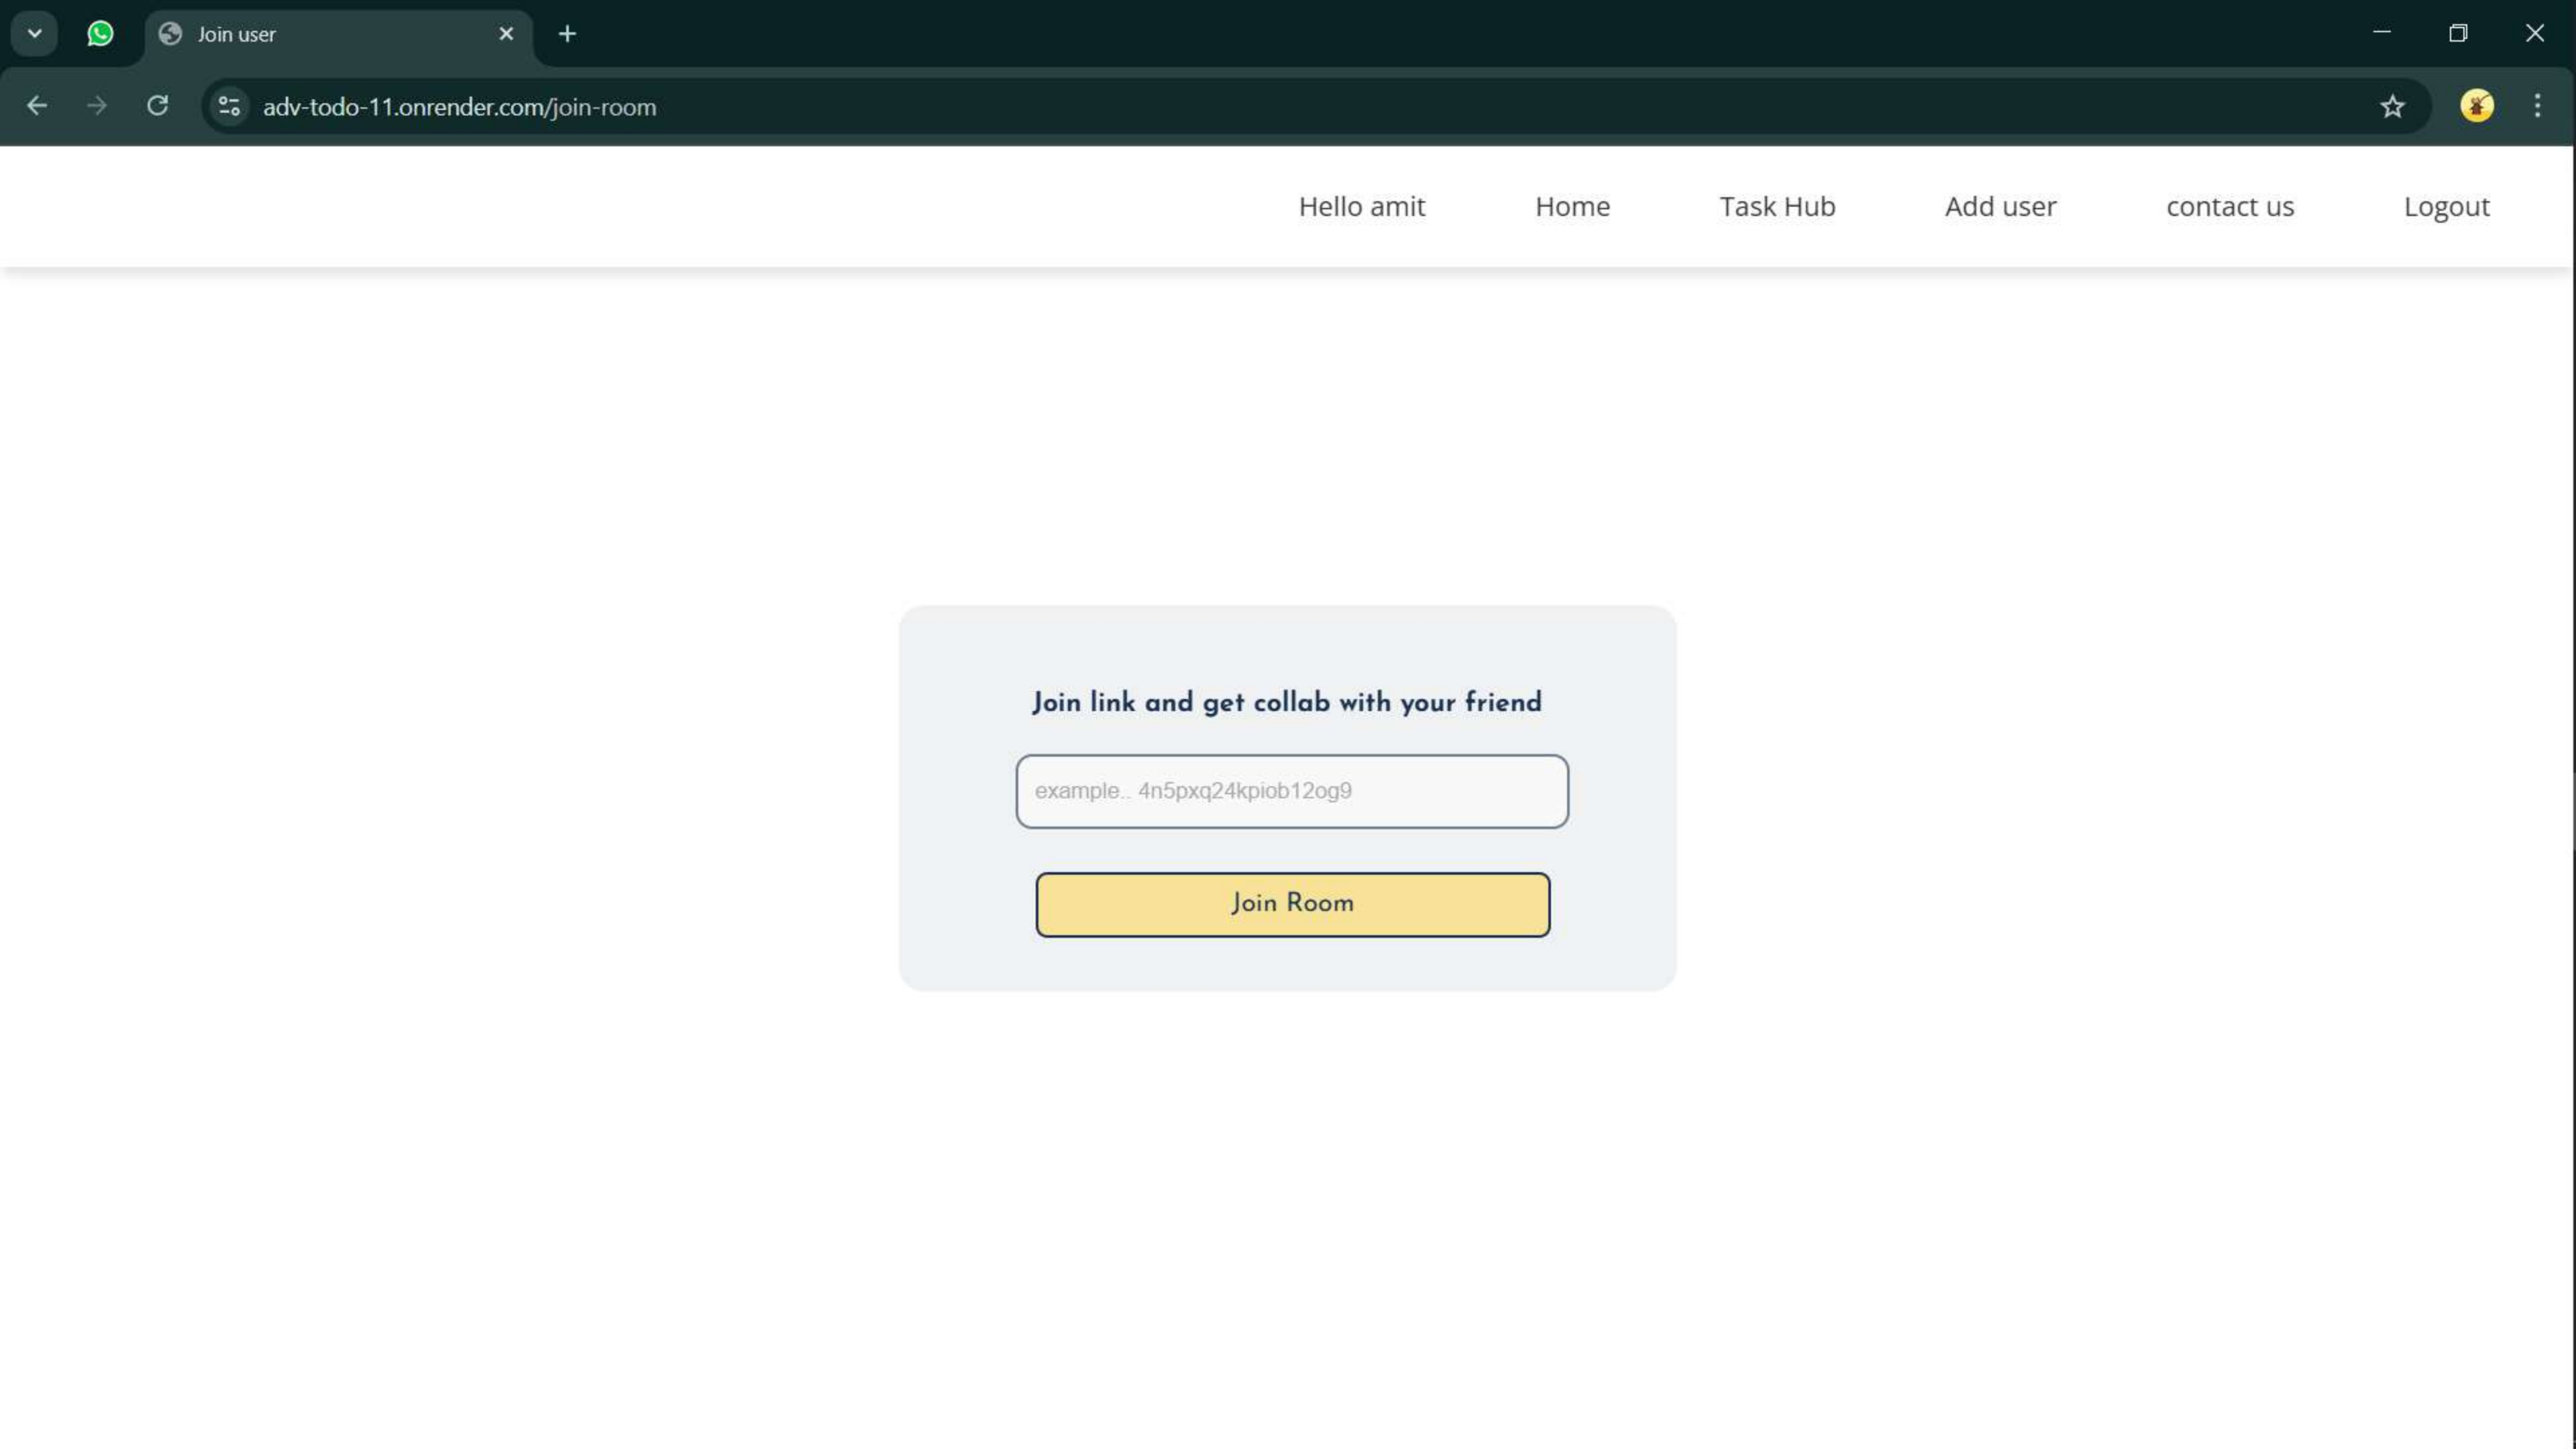 Join user
adv-todo-11.onrender.com/join-room
Hello amit Home Task Hub Add user contact us Logout
Join link and get collab with your friend
example.. 4n5pxq24kpiob12og9
Join Room